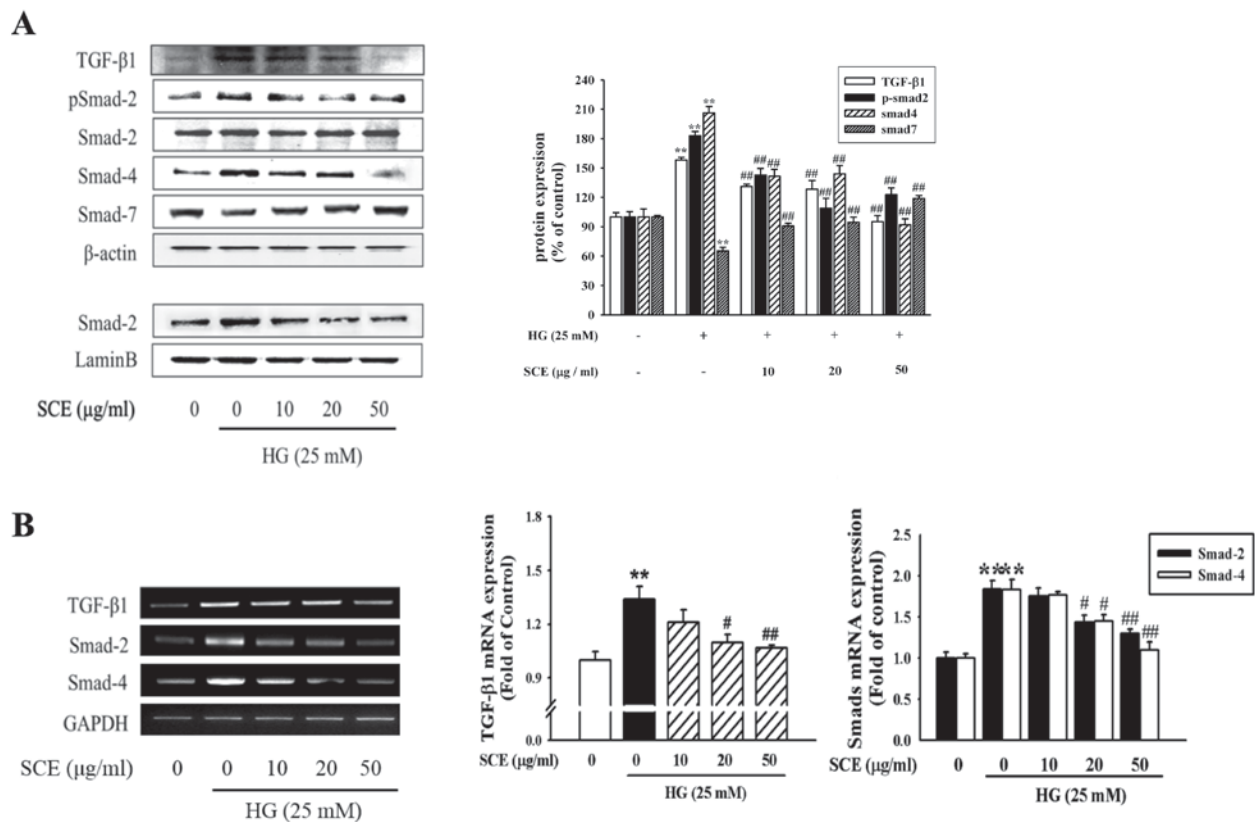 A
TGF-β1
pSmad-2
Smad-2
Smad-4
Smad-7
β-actin
Smad-2
LaminB
SCE (μg/ml) 0 0 10 20 50
HG (25 mM)
protein expresison
(% of control)
240
210
180
150
120
90
60
30
0
TGF-β1
p-smad2
smad4
smad7
** ** ** **
## ## ## ##
## ## ## ##
## ## ## ##
HG (25 mM) - + + + +
SCE (μg / ml) - - 10 20 50
B
TGF-β1
Smad-2
Smad-4
GAPDH
SCE (μg/ml) 0 0 10 20 50
HG (25 mM)
TGF-β1 mRNA expression
(Fold of Control)
1.8
1.5
1.2
0.9
0.0
** # ##
SCE (μg/ml) 0 0 10 20 50
HG (25 mM)
Smads mRNA expression
(Fold of control)
2.5
2.0
1.5
1.0
0.5
0.0
Smad-2
Smad-4
** ** # # ## ##
SCE (μg/ml) 0 0 10 20 50
HG (25 mM)